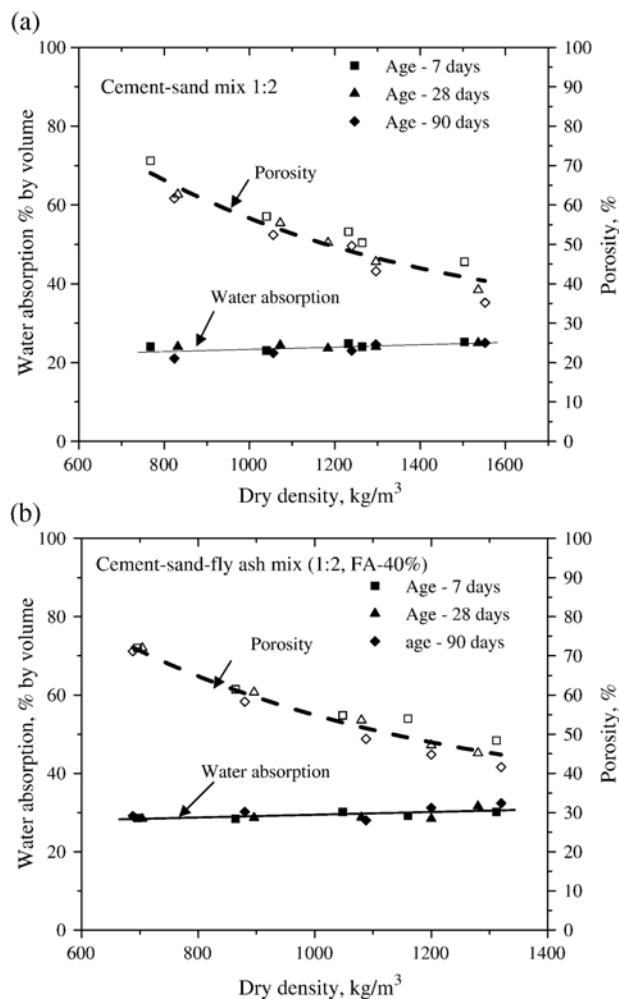 (a)
Cement-sand mix 1:2
Age - 7 days
Age - 28 days
Age - 90 days
Porosity
Water absorption
Water absorption % by volume
Porosity, %
0
20
40
60
80
100
0
10
20
30
40
50
60
70
80
90
100
600 800 1000 1200 1400 1600
Dry density, kg/m³
(b)
Cement-sand-fly ash mix (1:2, FA-40%)
Age - 7 days
Age - 28 days
age - 90 days
Porosity
Water absorption
Water absorption, % by volume
Porosity, %
0
20
40
60
80
100
0
10
20
30
40
50
60
70
80
90
100
600 800 1000 1200 1400
Dry density, kg/m³